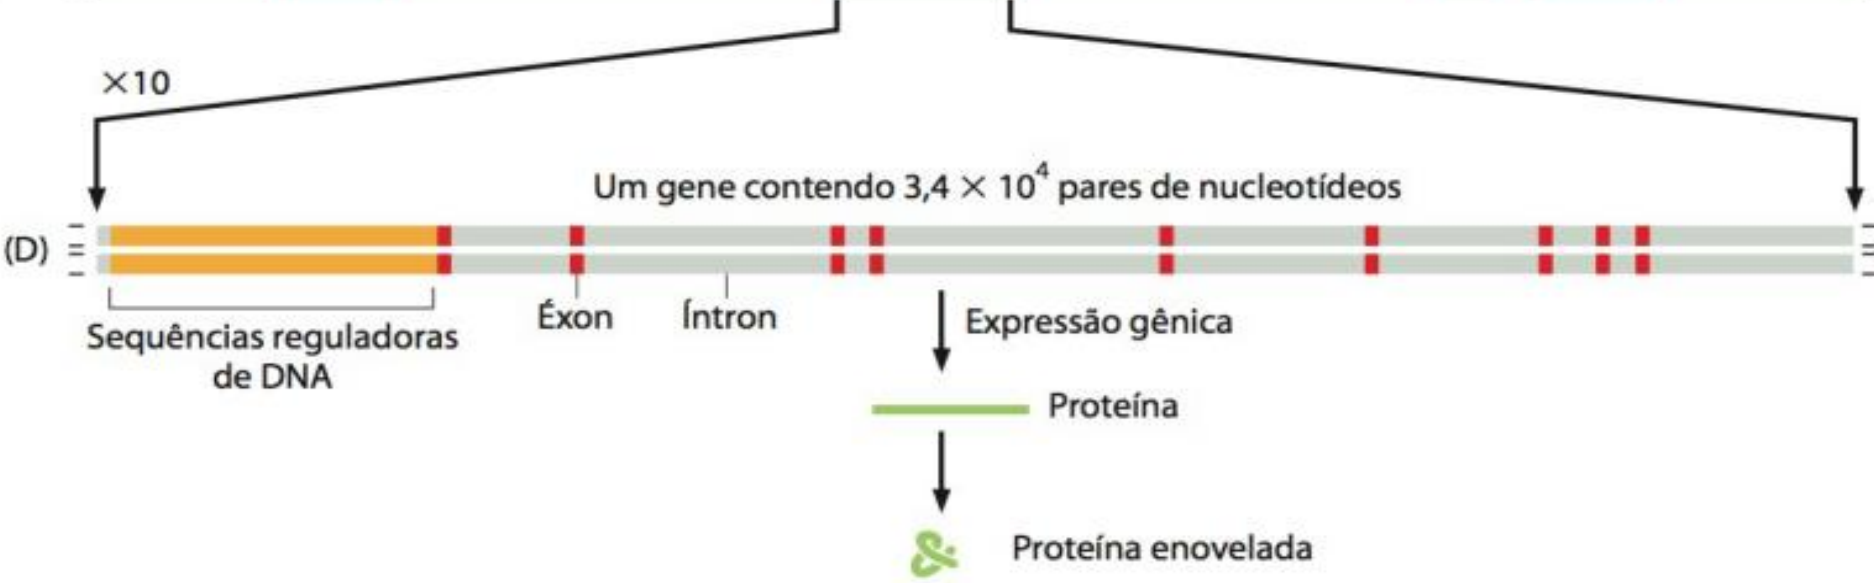 ×10
Um gene contendo 3,4 × 10⁴ pares de nucleotídeos
(D)
Éxon
Íntron
Sequências reguladoras
de DNA
Expressão gênica
Proteína
Proteína enovelada